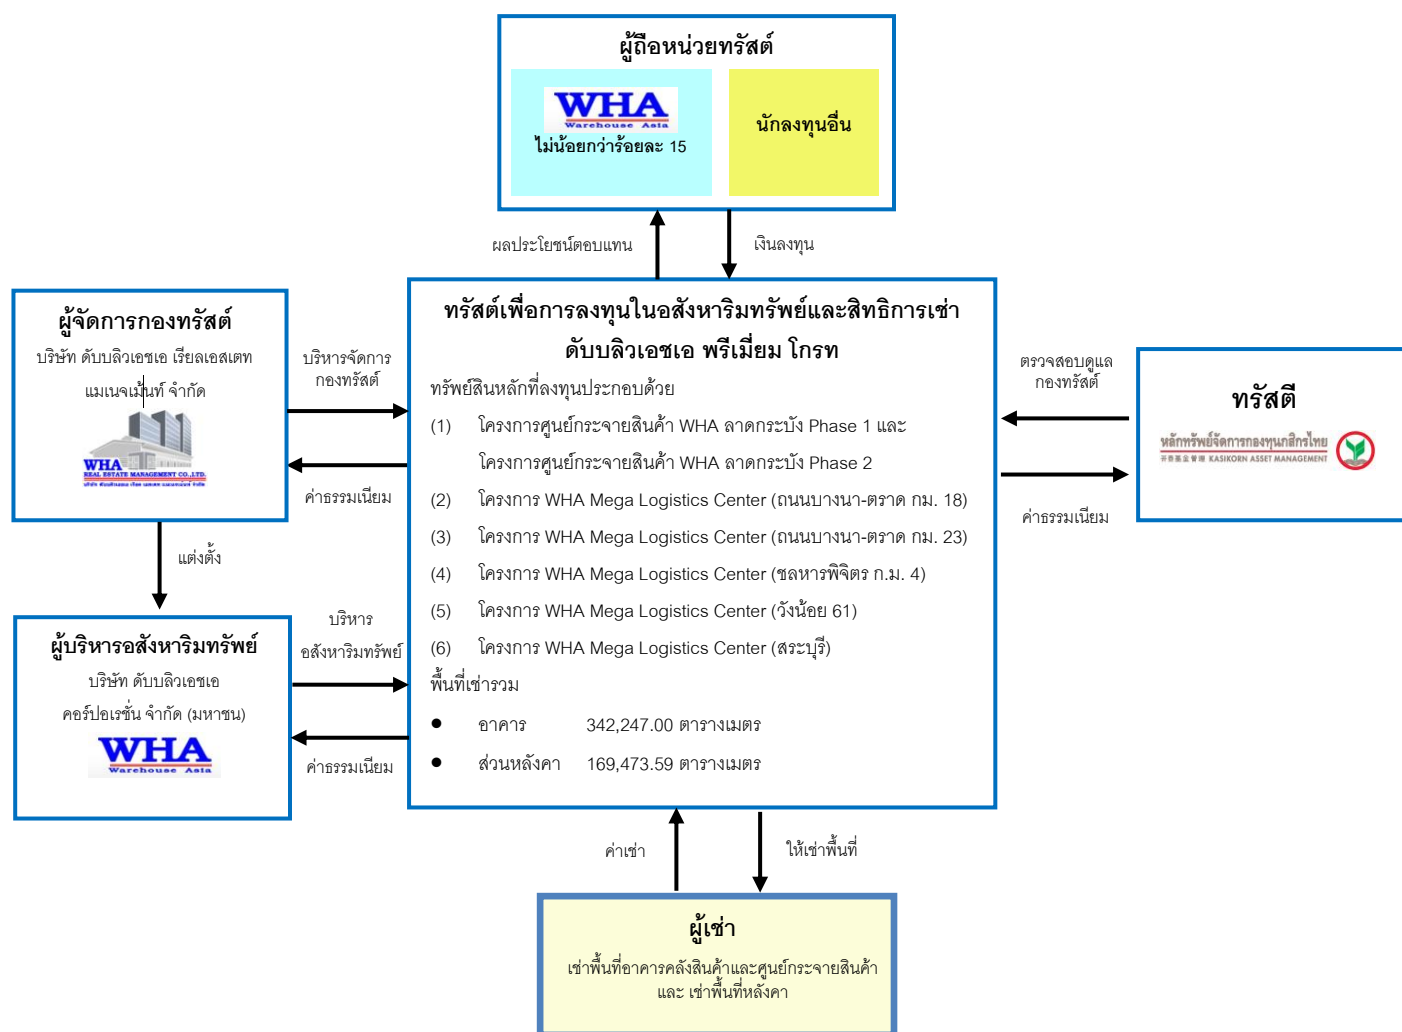 ผู้ถือหน่วยทรัสต์
WHA
Warehouse Asia
ไม่น้อยกว่าร้อยละ 15
นักลงทุนอื่น
ผลประโยชน์ตอบแทน
เงินลงทุน
ผู้จัดการกองทรัสต์
บริษัท ดับบลิวเอชเอ เรียลเอสเตท
แมเนจเม้นท์ จำกัด
WHA
REAL ESTATE MANAGEMENT CO.,LTD.
บริหารจัดการ
กองทรัสต์
ค่าธรรมเนียม
แต่งตั้ง
ทรัสต์เพื่อการลงทุนในอสังหาริมทรัพย์และสิทธิการเช่า
ดับบลิวเอชเอ พรีเมี่ยม โกรท
ทรัพย์สินหลักที่ลงทุนประกอบด้วย
(1) โครงการศูนย์กระจายสินค้า WHA ลาดกระบัง Phase 1 และ
โครงการศูนย์กระจายสินค้า WHA ลาดกระบัง Phase 2
(2) โครงการ WHA Mega Logistics Center (ถนนบางนา-ตราด กม. 18)
(3) โครงการ WHA Mega Logistics Center (ถนนบางนา-ตราด กม. 23)
(4) โครงการ WHA Mega Logistics Center (ชลหารพิจิตร ก.ม. 4)
(5) โครงการ WHA Mega Logistics Center (วังน้อย 61)
(6) โครงการ WHA Mega Logistics Center (สระบุรี)
พื้นที่เช่ารวม
● อาคาร 342,247.00 ตารางเมตร
● ส่วนหลังคา 169,473.59 ตารางเมตร
ตรวจสอบดูแล
กองทรัสต์
ค่าธรรมเนียม
ทรัสตี
หลักทรัพย์จัดการกองทุนกสิกรไทย
开泰基金管理 KASIKORN ASSET MANAGEMENT
ผู้บริหารอสังหาริมทรัพย์
บริษัท ดับบลิวเอชเอ
คอร์ปอเรชั่น จำกัด (มหาชน)
WHA
Warehouse Asia
บริหาร
อสังหาริมทรัพย์
ค่าธรรมเนียม
ค่าเช่า
ให้เช่าพื้นที่
ผู้เช่า
เช่าพื้นที่อาคารคลังสินค้าและศูนย์กระจายสินค้า
และ เช่าพื้นที่หลังคา